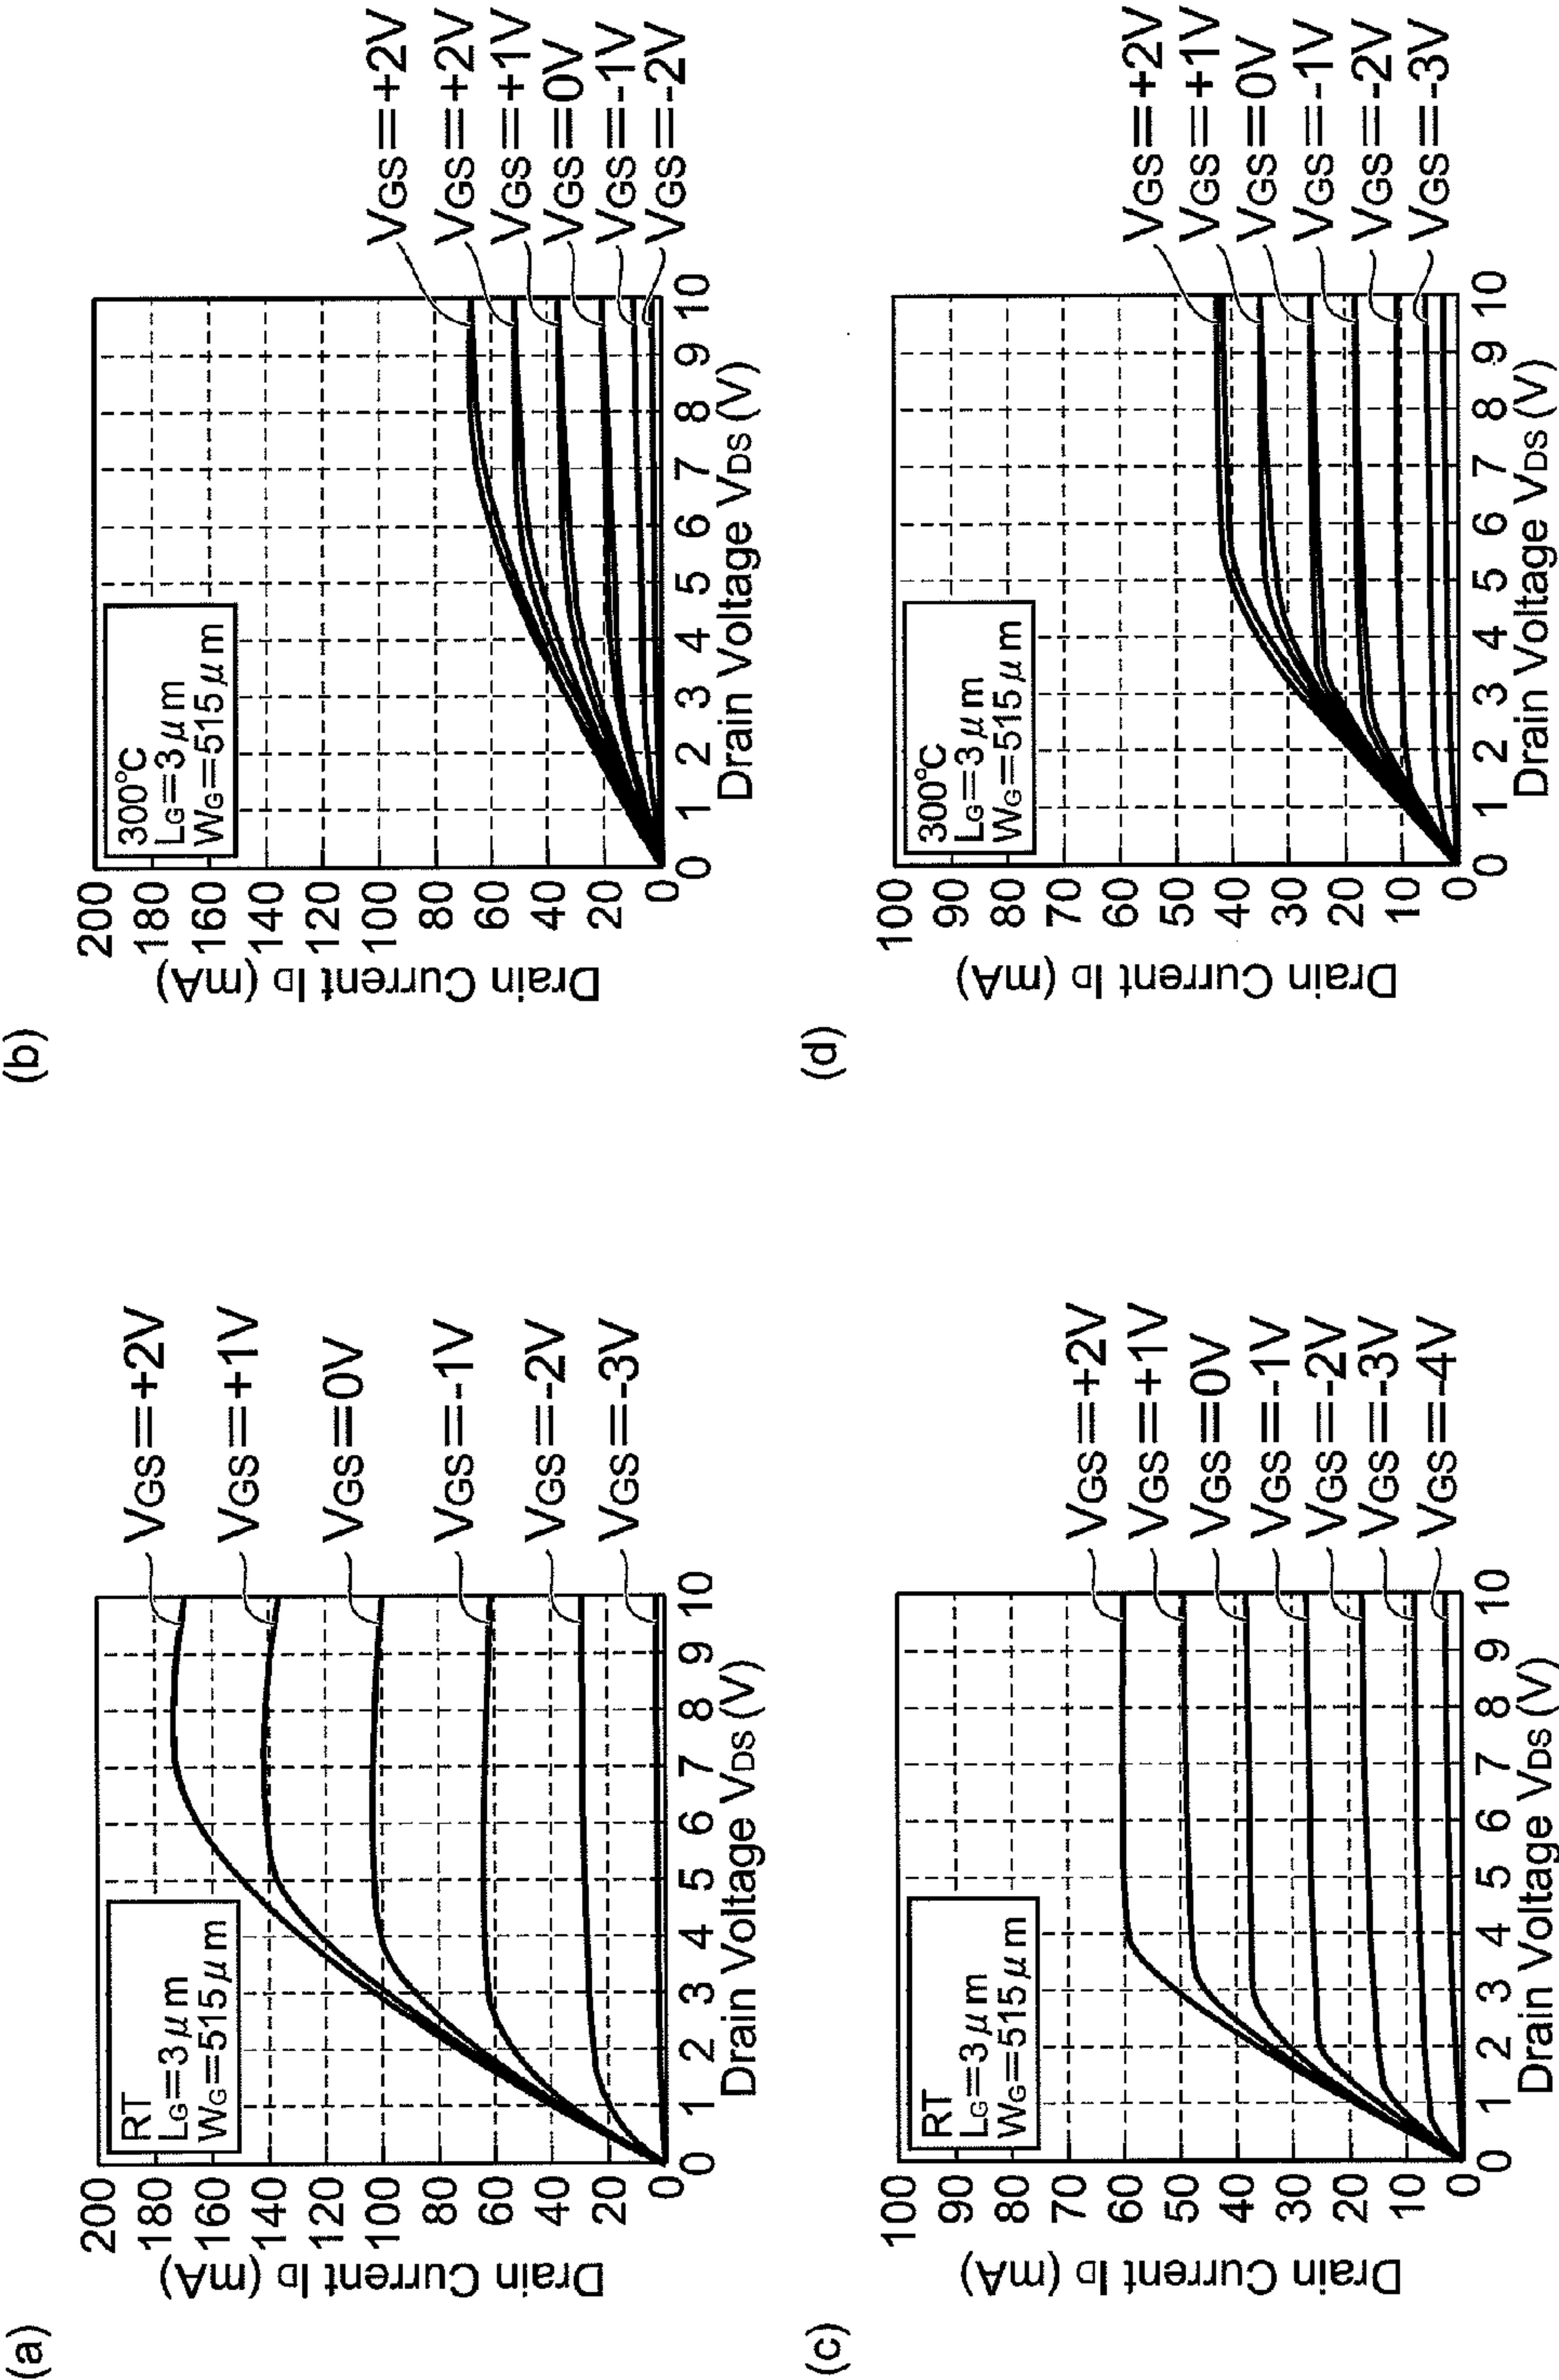 (a)
RT
LG=3μm
WG=515μm
200
180
160
140
120
100
80
60
40
20
0
Drain Current ID (mA)
0 1 2 3 4 5 6 7 8 9 10
Drain Voltage VDS (V)
VGS=+2V
VGS=+1V
VGS=0V
VGS=-1V
VGS=-2V
VGS=-3V
(b)
300°C
LG=3μm
WG=515μm
200
180
160
140
120
100
80
60
40
20
0
Drain Current ID (mA)
0 1 2 3 4 5 6 7 8 9 10
Drain Voltage VDS (V)
VGS=+2V
VGS=+2V
VGS=+1V
VGS=0V
VGS=-1V
VGS=-2V
(c)
RT
LG=3μm
WG=515μm
100
90
80
70
60
50
40
30
20
10
0
Drain Current ID (mA)
0 1 2 3 4 5 6 7 8 9 10
Drain Voltage VDS (V)
VGS=+2V
VGS=+1V
VGS=0V
VGS=-1V
VGS=-2V
VGS=-3V
VGS=-4V
(d)
300°C
LG=3μm
WG=515μm
100
90
80
70
60
50
40
30
20
10
0
Drain Current ID (mA)
0 1 2 3 4 5 6 7 8 9 10
Drain Voltage VDS (V)
VGS=+2V
VGS=+1V
VGS=0V
VGS=-1V
VGS=-2V
VGS=-3V